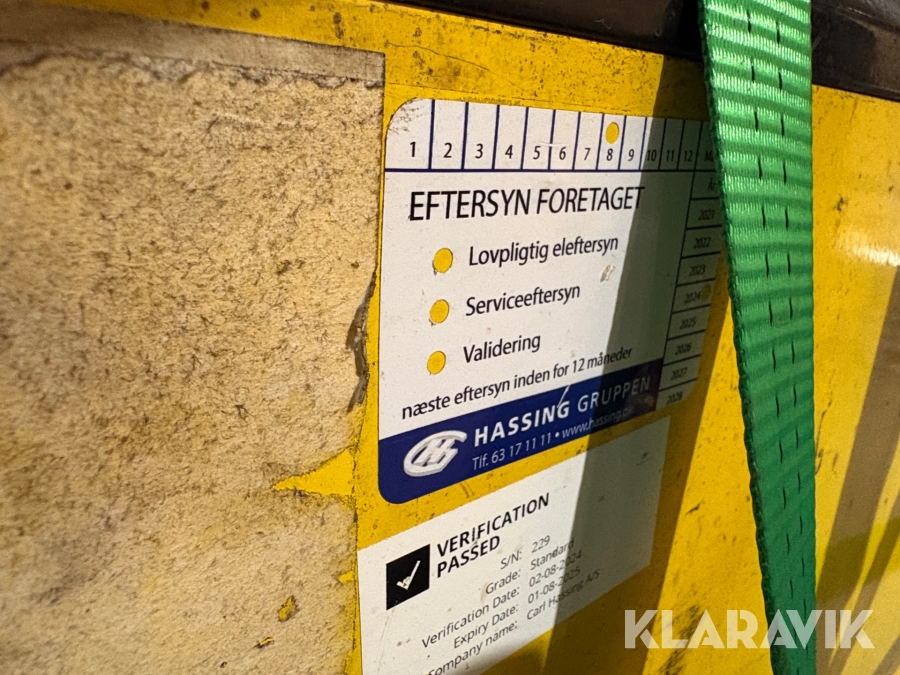 1 2 3 4 5 6 7 8 9 10 11 12
EFTERSYN FORETAGET
2021
Lovpligtig eleftersyn
2022
2023
Serviceeftersyn
2024
2025
Validering
2026
næste eftersyn inden for 12 måneder
2027
2028
HASSING GRUPPEN
Tlf. 63 17 11 11 • www.hassing.
VERIFICATION
PASSED
S/N: 229
Grade: Standard
Verification Date: 02-08-2024
Expiry Date: 01-08-2025
ompany name: Carl Hassing A/S
KLARAVIK